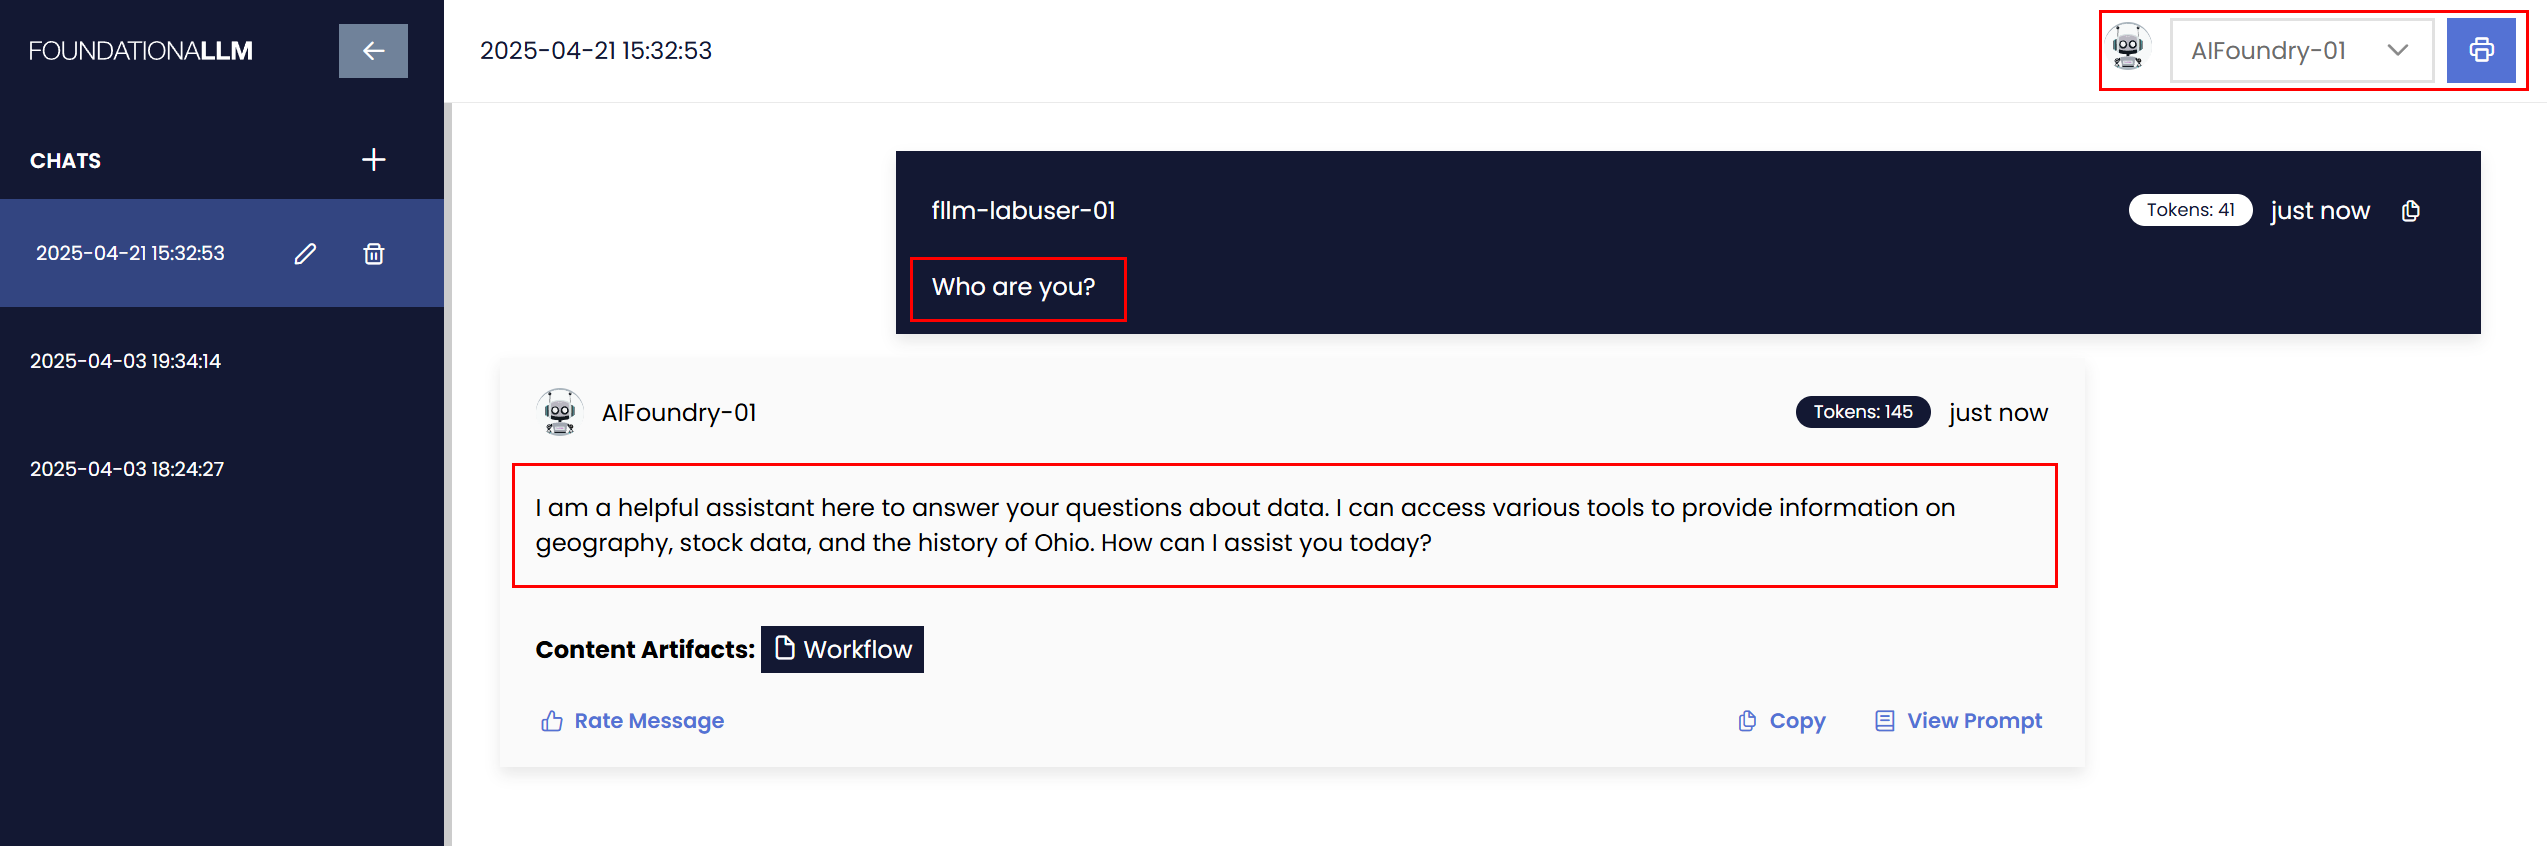 FOUNDATIONALLM
2025-04-21 15:32:53
AIFoundry-01
CHATS
2025-04-21 15:32:53
2025-04-03 19:34:14
2025-04-03 18:24:27
fllm-labuser-01
Tokens: 41
just now
Who are you?
AIFoundry-01
Tokens: 145
just now
I am a helpful assistant here to answer your questions about data. I can access various tools to provide information on
geography, stock data, and the history of Ohio. How can I assist you today?
Content Artifacts: Workflow
Rate Message
Copy
View Prompt